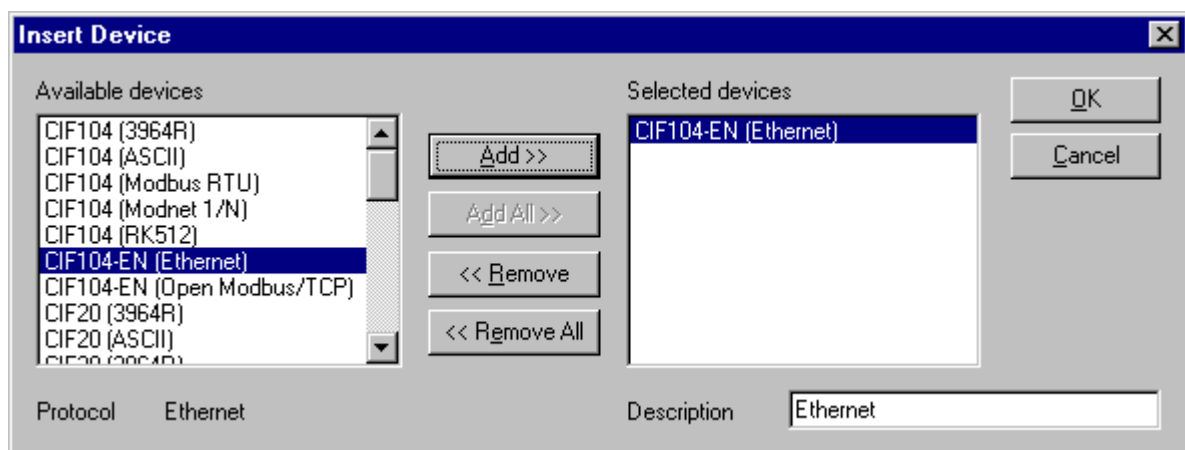 Insert Device
Available devices
CIF104 (3964R)
CIF104 (ASCII)
CIF104 (Modbus RTU)
CIF104 (Modnet 1/N)
CIF104 (RK512)
CIF104-EN (Ethernet)
CIF104-EN (Open Modbus/TCP)
CIF20 (3964R)
CIF20 (ASCII)
Add >>
Add All >>
<< Remove
<< Remove All
Selected devices
CIF104-EN (Ethernet)
OK
Cancel
Protocol Ethernet
Description Ethernet